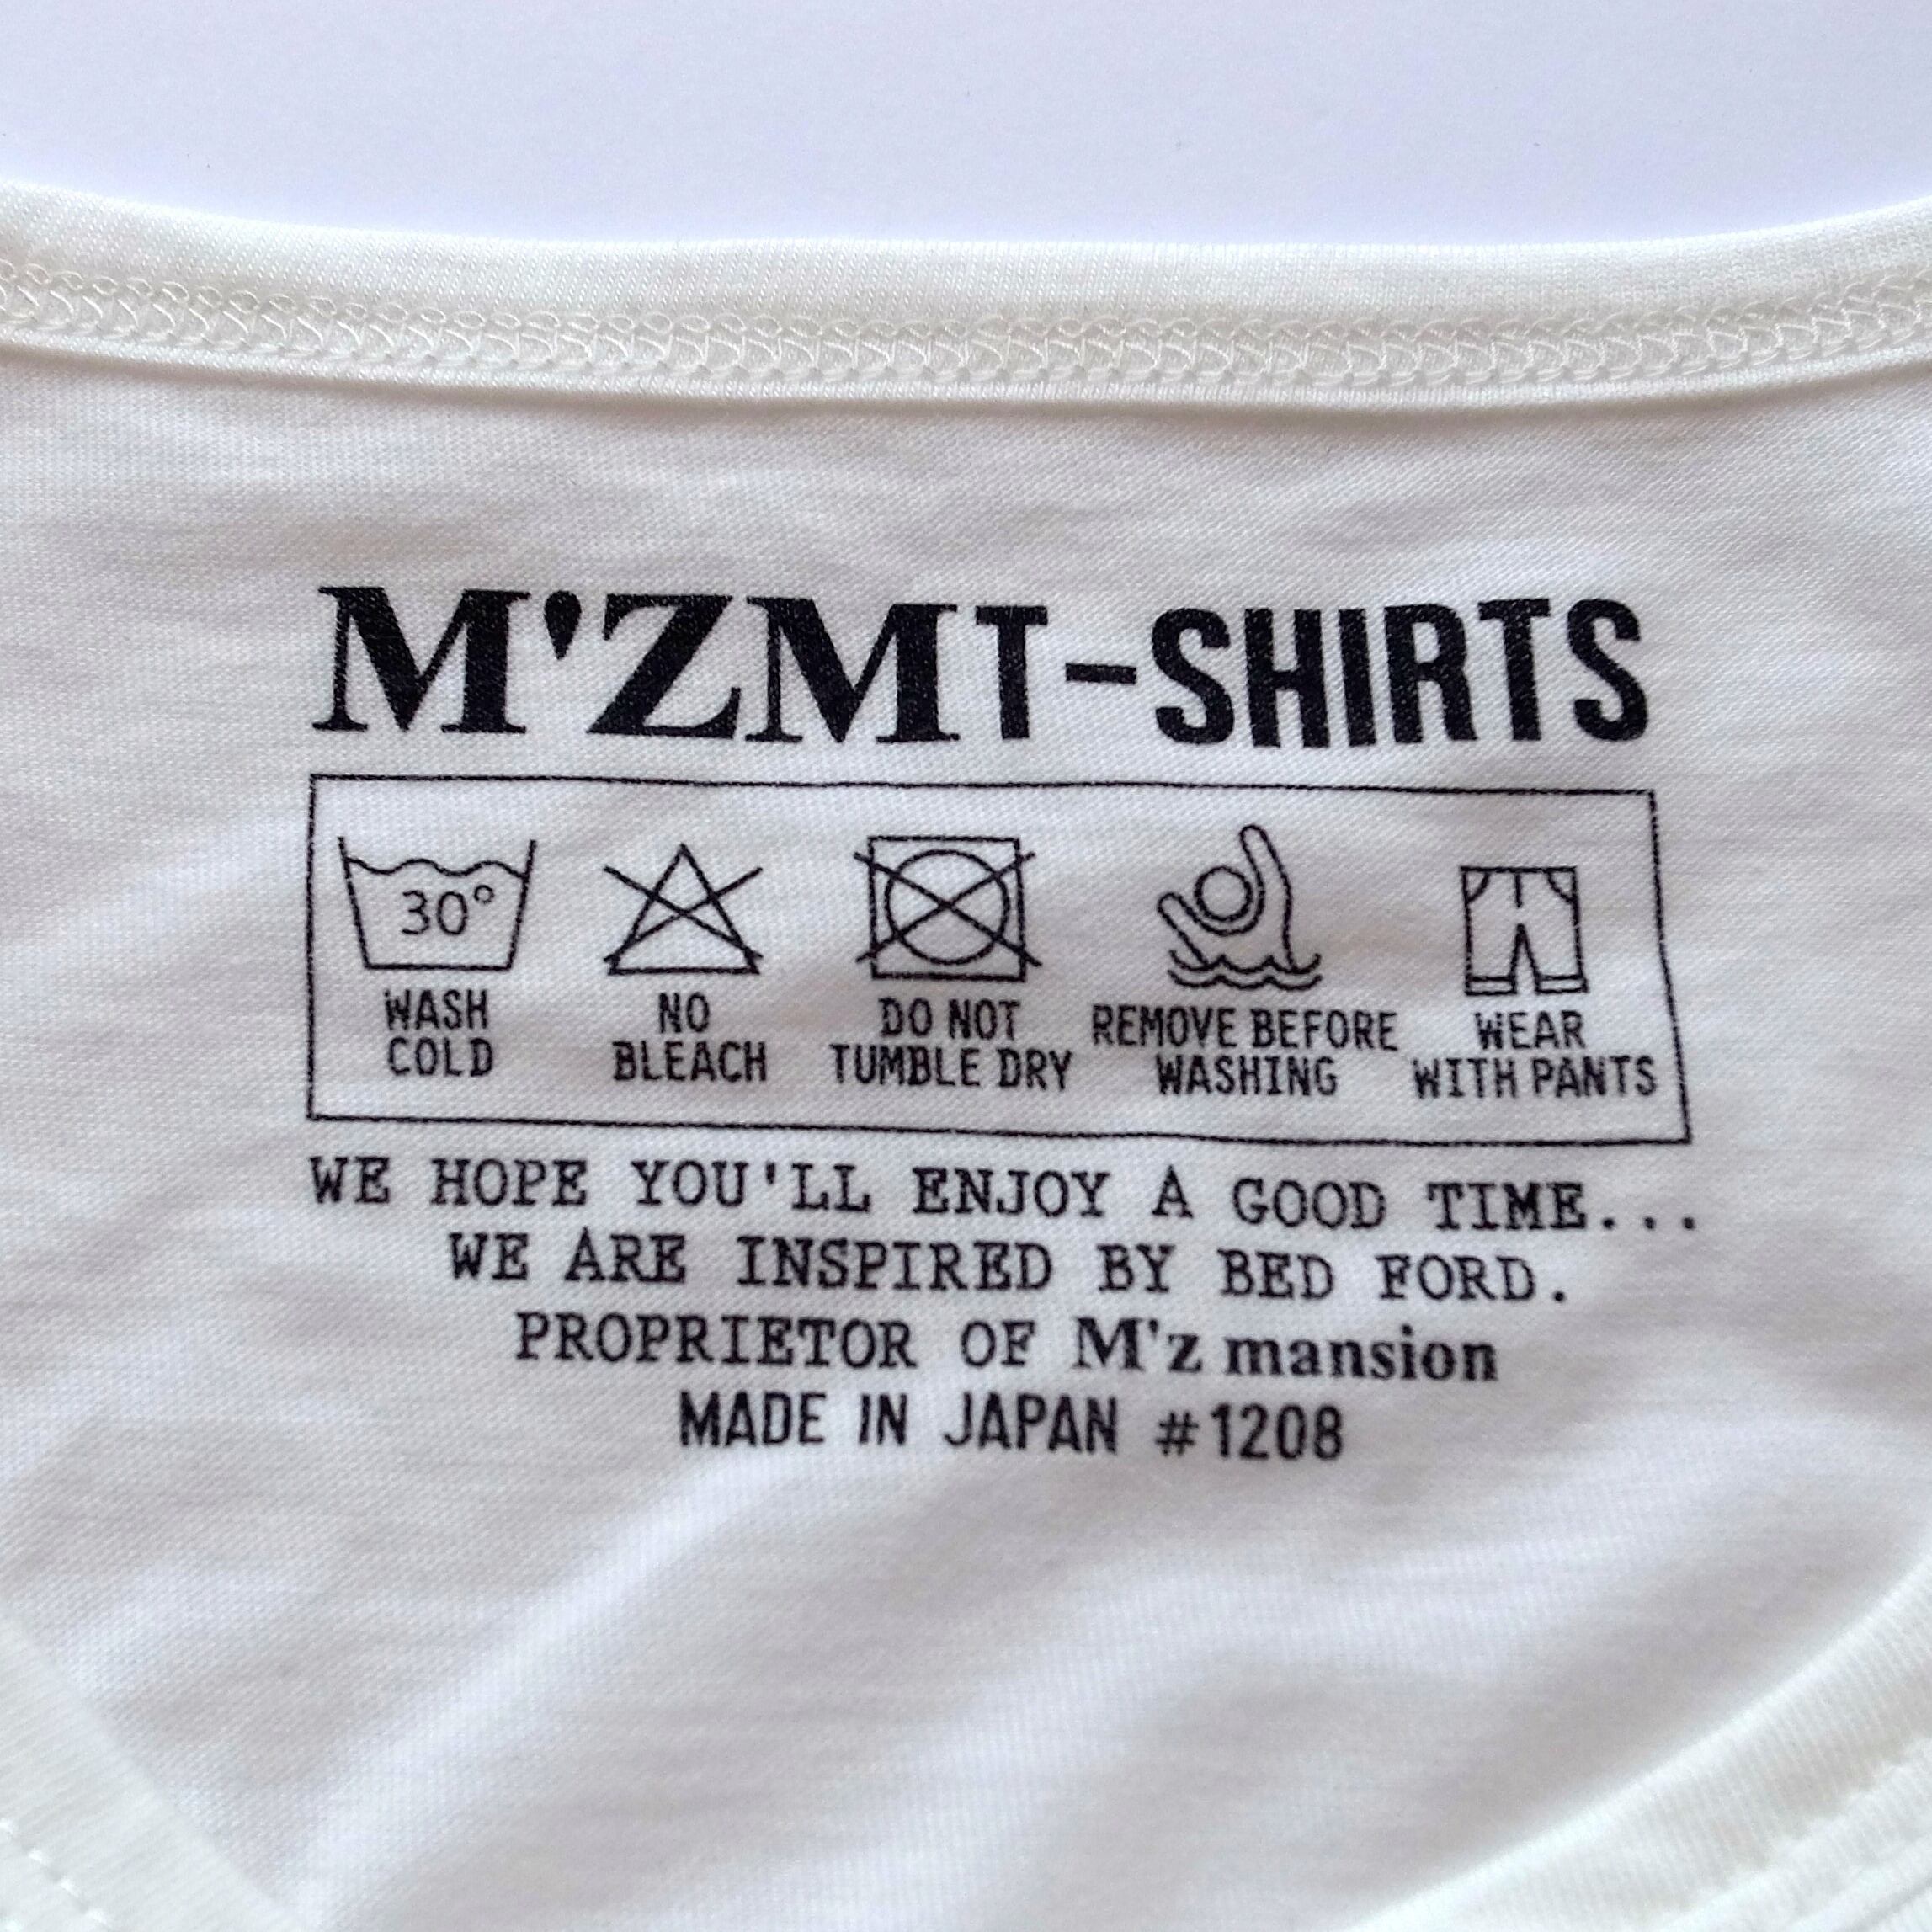 M'ZM T-SHIRTS
30°
WASH
COLD
NO
BLEACH
DO NOT
TUMBLE DRY
REMOVE BEFORE
WASHING
WEAR
WITH PANTS
WE HOPE YOU'LL ENJOY A GOOD TIME...
WE ARE INSPIRED BY BED FORD.
PROPRIETOR OF M'z mansion
MADE IN JAPAN #1208